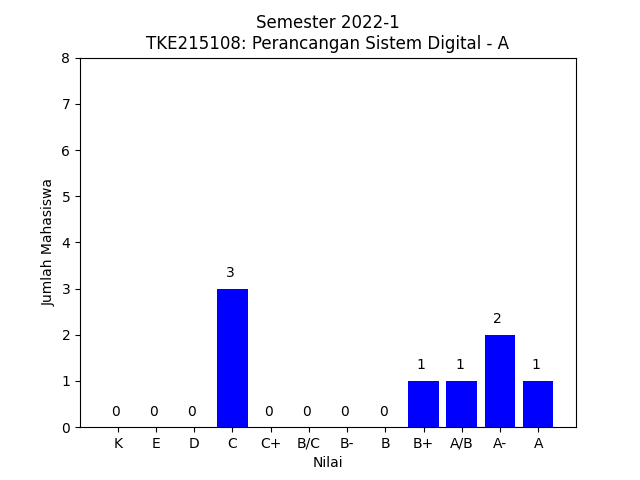 Semester 2022-1
TKE215108: Perancangan Sistem Digital - A
8
7
6
5
4
3
2
1
0
Jumlah Mahasiswa
0 0 0 3 0 0 0 0 1 1 2 1
K E D C C+ B/C B- B B+ A/B A- A
Nilai